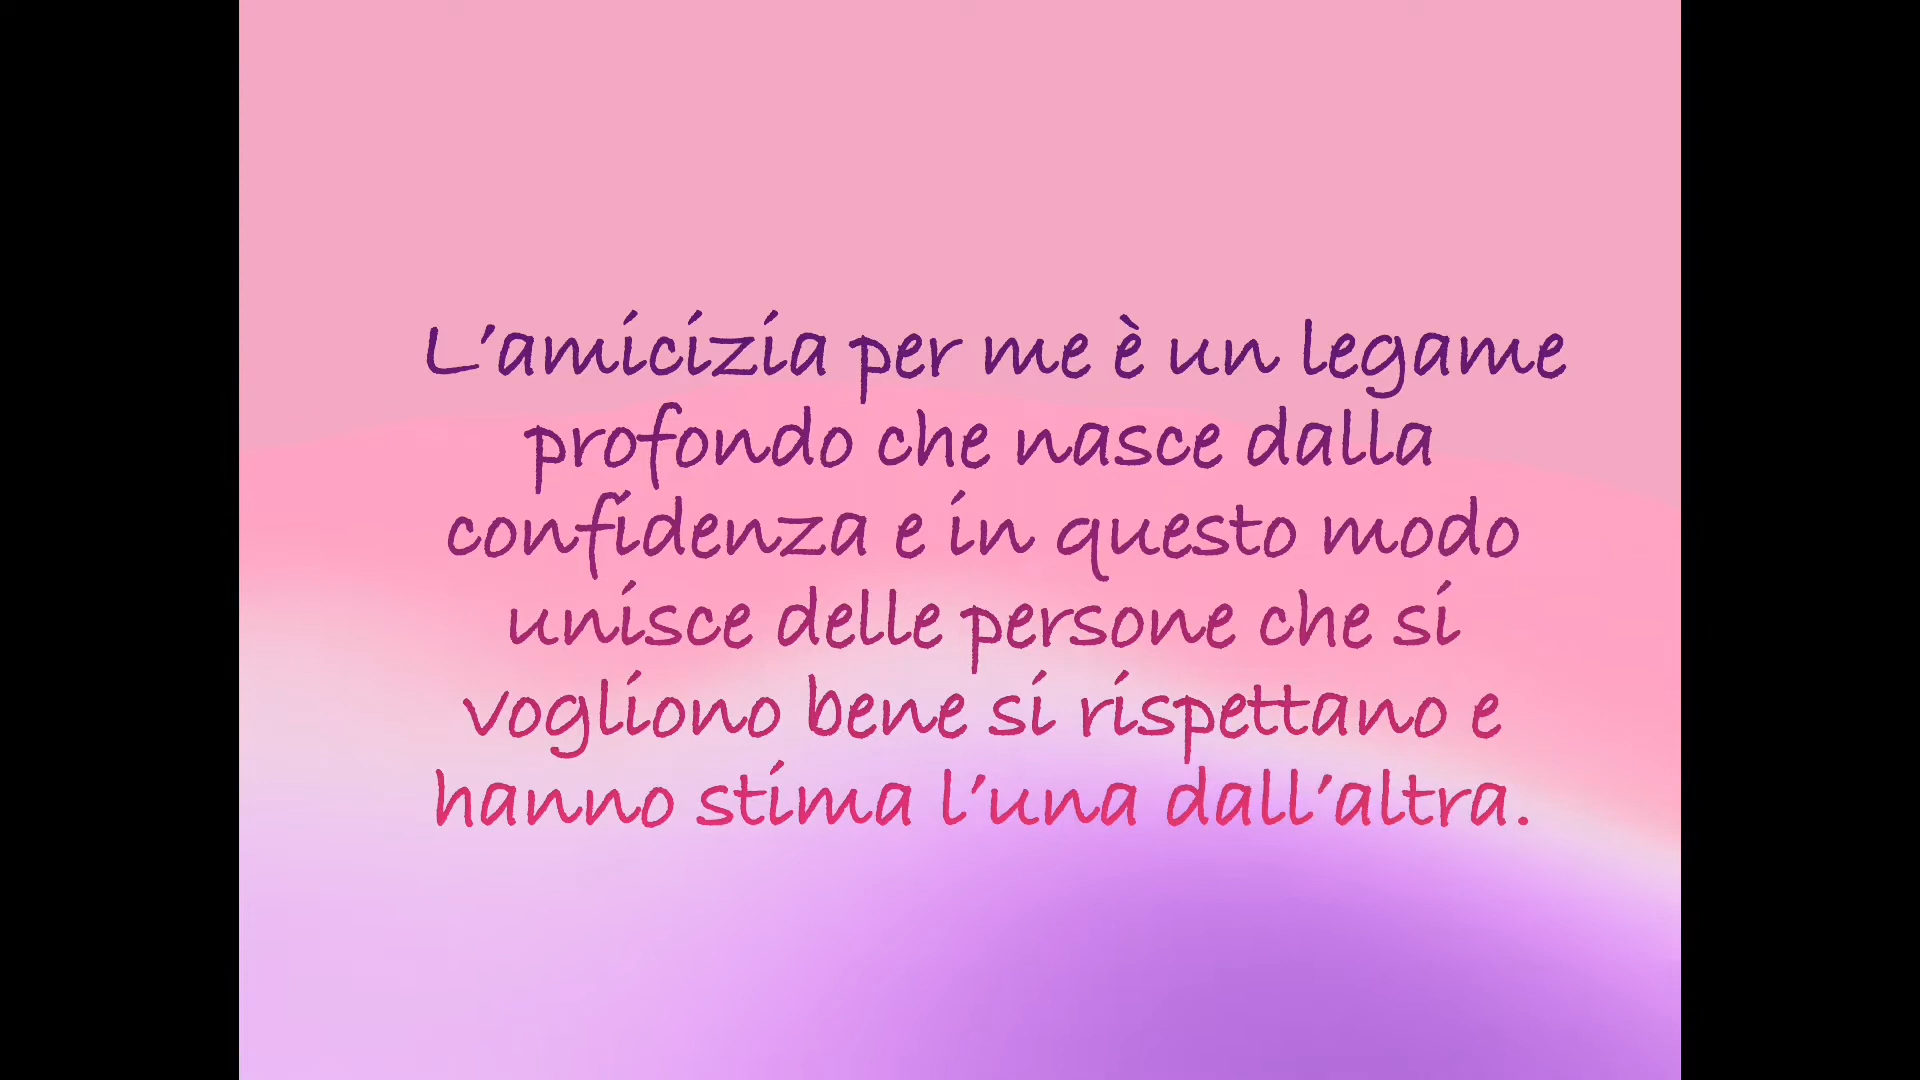 L'amicizia per me è un legame
profondo che nasce dalla
confidenza e in questo modo
unisce delle persone che si
vogliono bene si rispettano e
hanno stima l'una dall'altra.